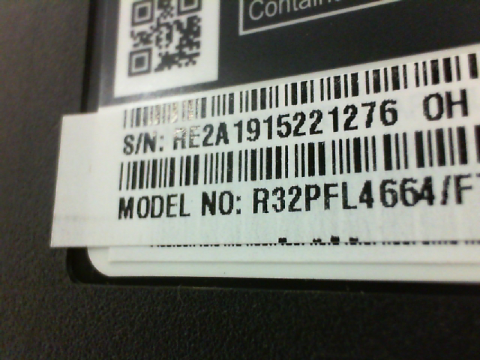 Contain
S/N: RE2A1915221276 OH
MODEL NO: R32PFL4664/F